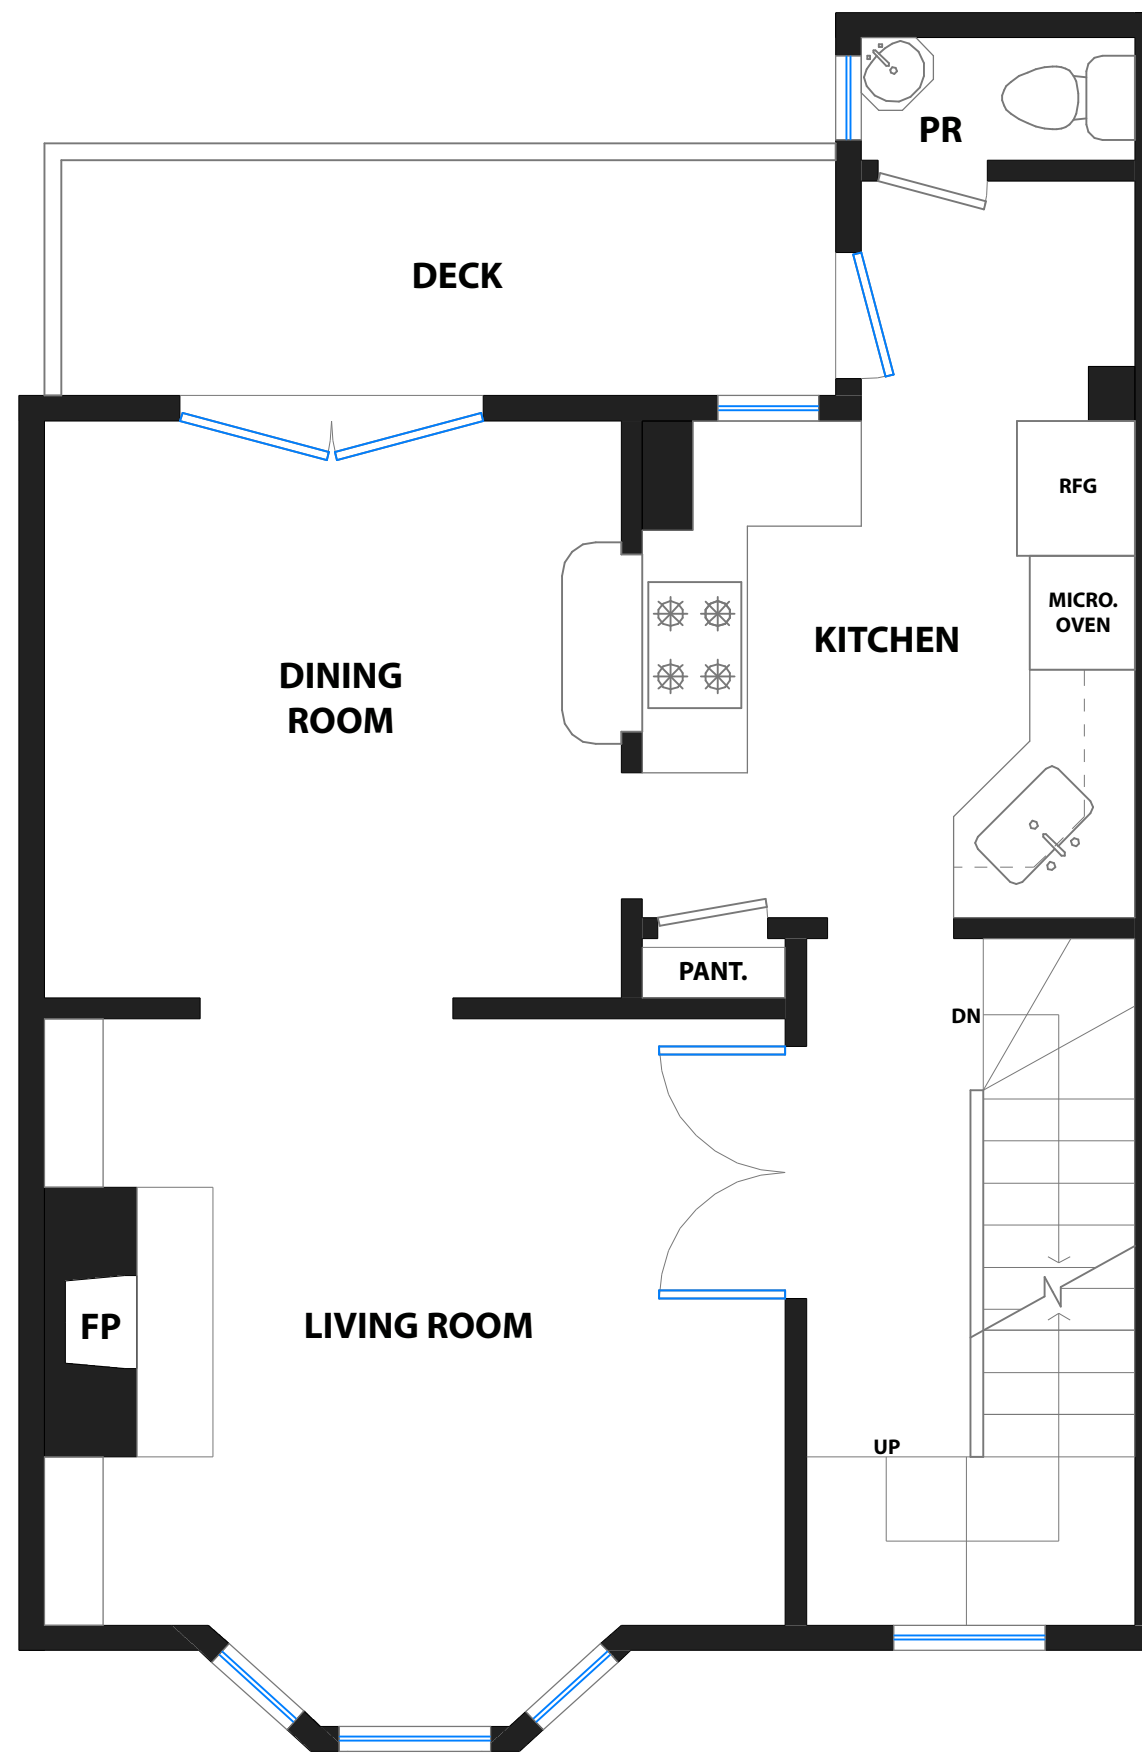 PR
DECK
RFG
MICRO.
OVEN
KITCHEN
DINING
ROOM
PANT.
DN
FP
LIVING ROOM
UP